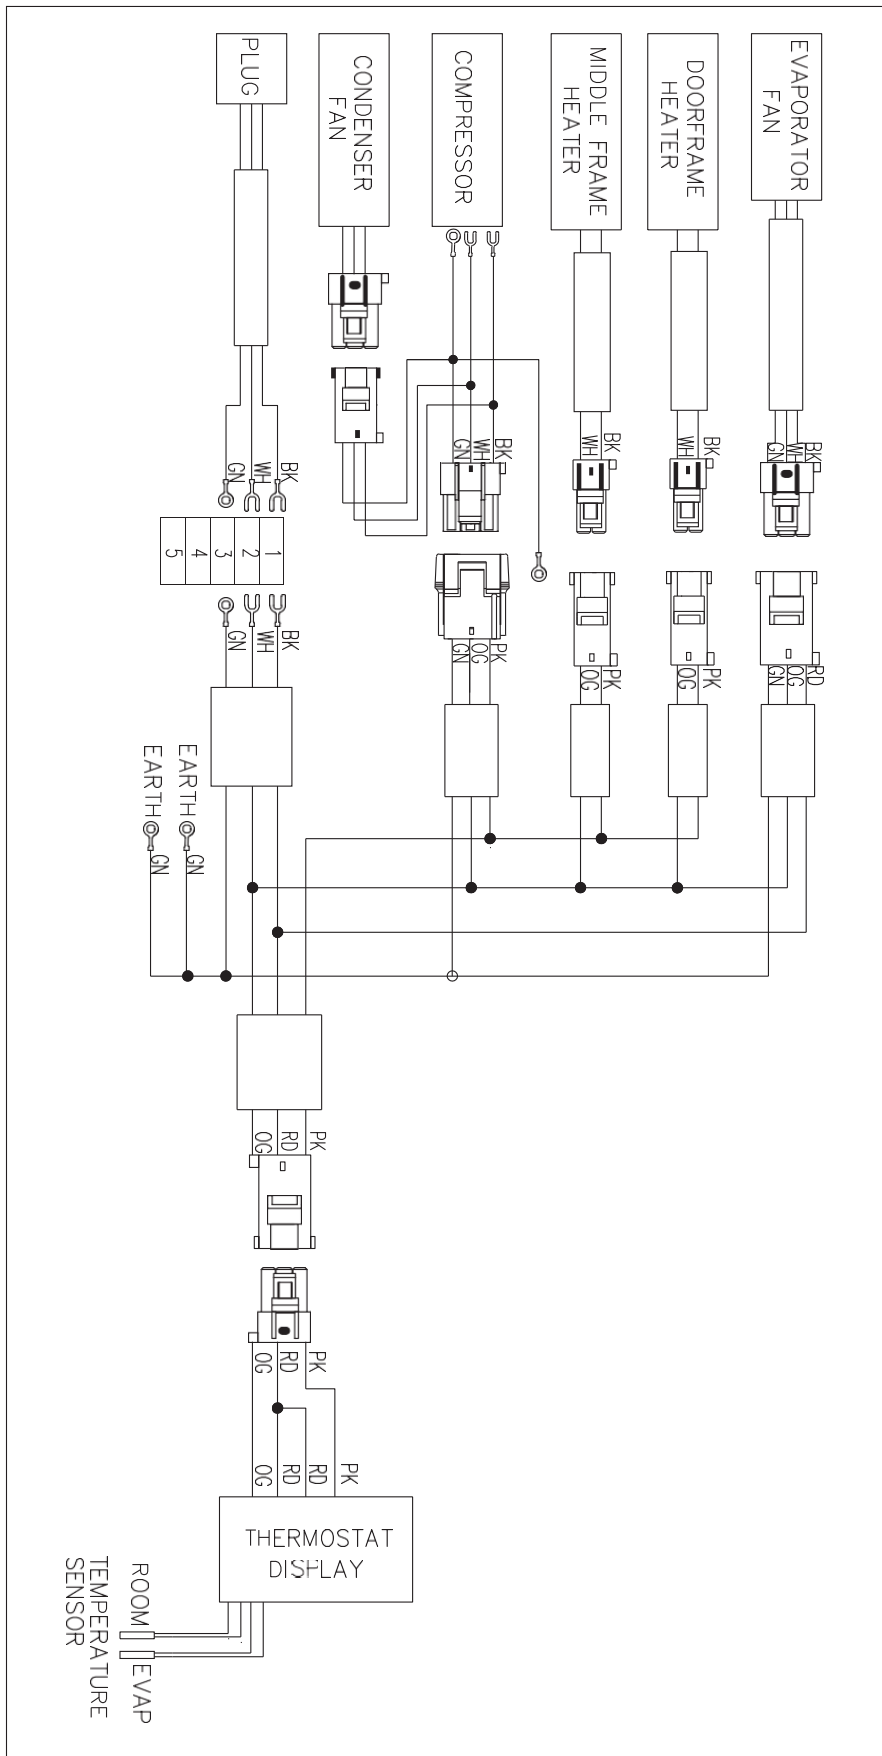 PLUG
CONDENSER
FAN
COMPRESSOR
MIDDLE FRAME
HEATER
DOORFRAME
HEATER
EVAPORATOR
FAN
GN
WH
BK
GN
WH
BK
WH
BK
WH
BK
GN
WH
BK
5
4
3
2
1
GN
WH
BK
GN
OG
PK
OG
PK
OG
PK
GN
OG
RD
EARTH
EARTH
GN
GN
OG
RD
PK
OG
RD
PK
OG
RD
RD
PK
THERMOSTAT
DISPLAY
ROOM
EVAP
TEMPERATURE
SENSOR